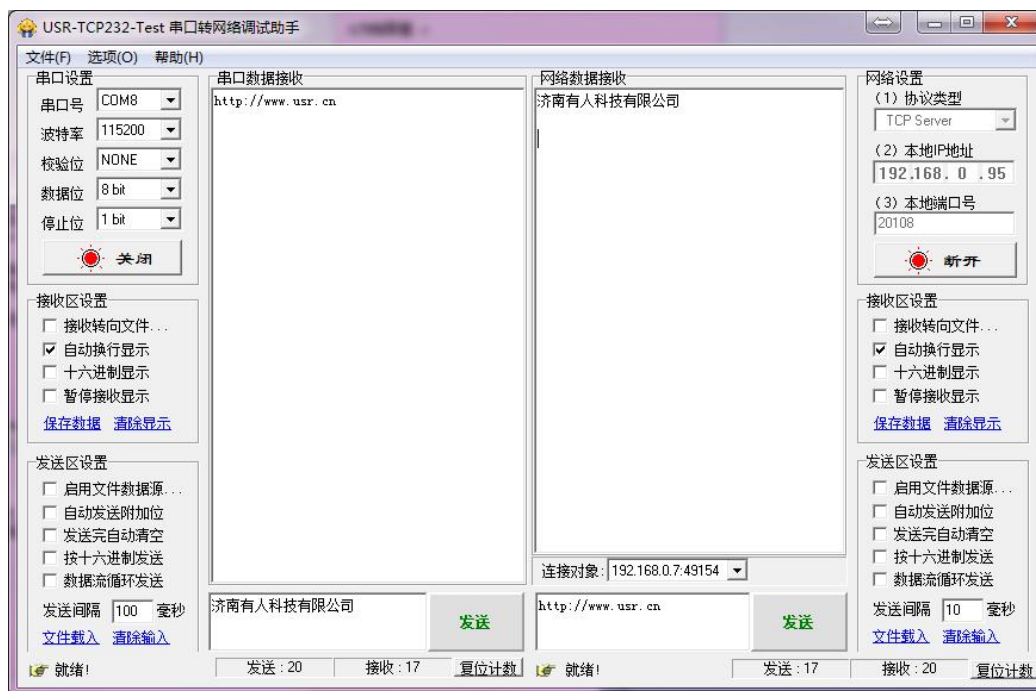 USR-TCP232-Test 串口转网络调试助手
文件(F) 选项(O) 帮助(H)
串口设置
串口号 COM8
波特率 115200
校验位 NONE
数据位 8 bit
停止位 1 bit
关闭
接收区设置
接收转向文件...
自动换行显示
十六进制显示
暂停接收显示
保存数据 清除显示
发送区设置
启用文件数据源...
自动发送附加位
发送完自动清空
按十六进制发送
数据流循环发送
发送间隔 100 毫秒
文件载入 清除输入
就绪!
串口数据接收
http://www.usr.cn
济南有人科技有限公司
发送
发送 : 20 接收 : 17 复位计数
网络数据接收
济南有人科技有限公司
连接对象: 192.168.0.7:49154
http://www.usr.cn
发送
就绪! 发送 : 17 接收 : 20 复位计数
网络设置
(1) 协议类型
TCP Server
(2) 本地IP地址
192.168. 0 .95
(3) 本地端口号
20108
断开
接收区设置
接收转向文件...
自动换行显示
十六进制显示
暂停接收显示
保存数据 清除显示
发送区设置
启用文件数据源...
自动发送附加位
发送完自动清空
按十六进制发送
数据流循环发送
发送间隔 10 毫秒
文件载入 清除输入